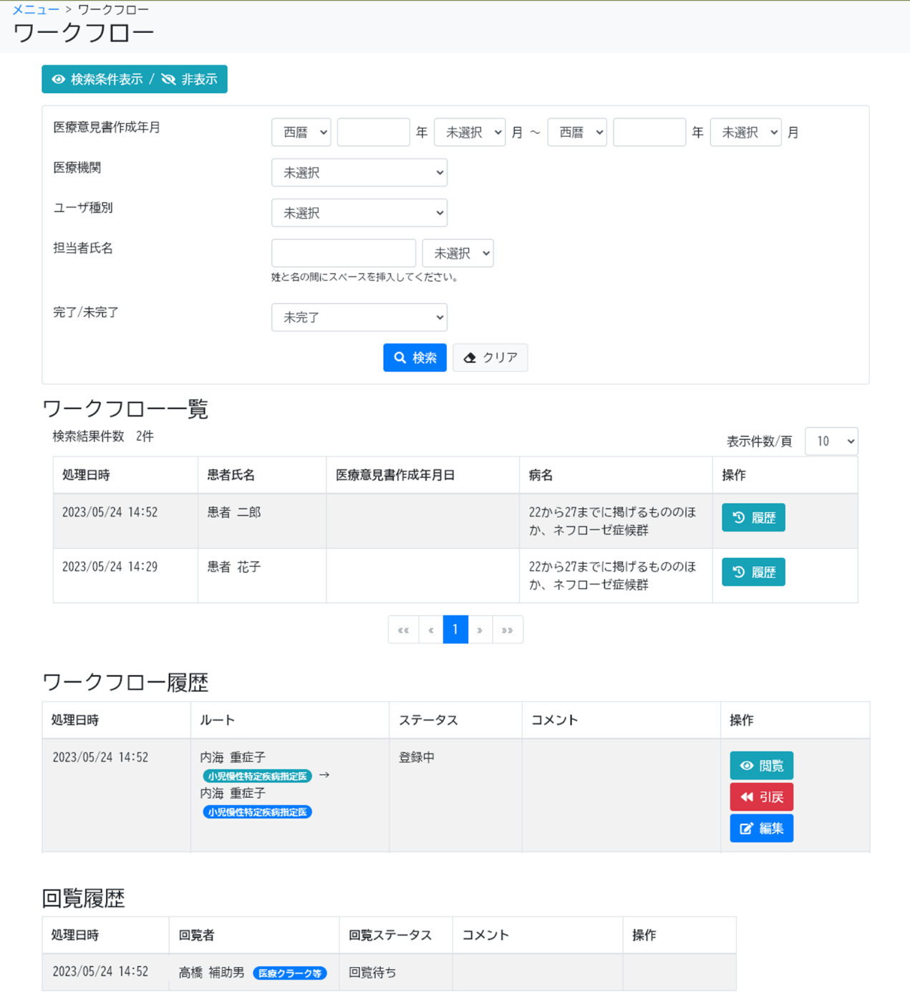 メニュー > ワークフロー
ワークフロー
検索条件表示 / 非表示
医療意見書作成年月 西暦 年 未選択 月 ～ 西暦 年 未選択 月
医療機関 未選択
ユーザ種別 未選択
担当者氏名 未選択
姓と名の間にスペースを挿入してください。
完了/未完了 未完了
検索 クリア
ワークフロー一覧
検索結果件数 2件
表示件数/頁 10
処理日時 患者氏名 医療意見書作成年月日 病名 操作
2023/05/24 14:52 患者 二郎 22から27までに掲げるもののほ 履歴
か、ネフローゼ症候群
2023/05/24 14:29 患者 花子 22から27までに掲げるもののほ 履歴
か、ネフローゼ症候群
«« « 1 » »»
ワークフロー履歴
処理日時 ルート ステータス コメント 操作
2023/05/24 14:52 内海 重症子 登録中 閲覧
小児慢性特定疾病指定医 →
内海 重症子 引戻
小児慢性特定疾病指定医
編集
回覧履歴
処理日時 回覧者 回覧ステータス コメント 操作
2023/05/24 14:52 高橋 補助男 医療クラーク等 回覧待ち